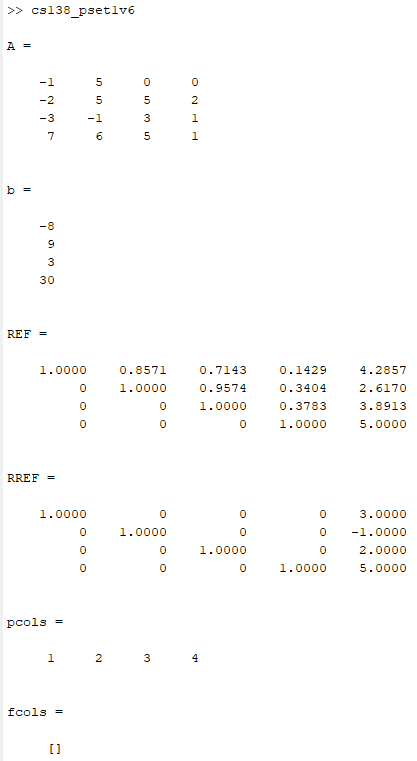 >> cs138_pset1v6
A =
-1 5 0 0
-2 5 5 2
-3 -1 3 1
7 6 5 1
b =
-8
9
3
30
REF =
1.0000 0.8571 0.7143 0.1429 4.2857
0 1.0000 0.9574 0.3404 2.6170
0 0 1.0000 0.3783 3.8913
0 0 0 1.0000 5.0000
RREF =
1.0000 0 0 0 3.0000
0 1.0000 0 0 -1.0000
0 0 1.0000 0 2.0000
0 0 0 1.0000 5.0000
pcols =
1 2 3 4
fcols =
[]